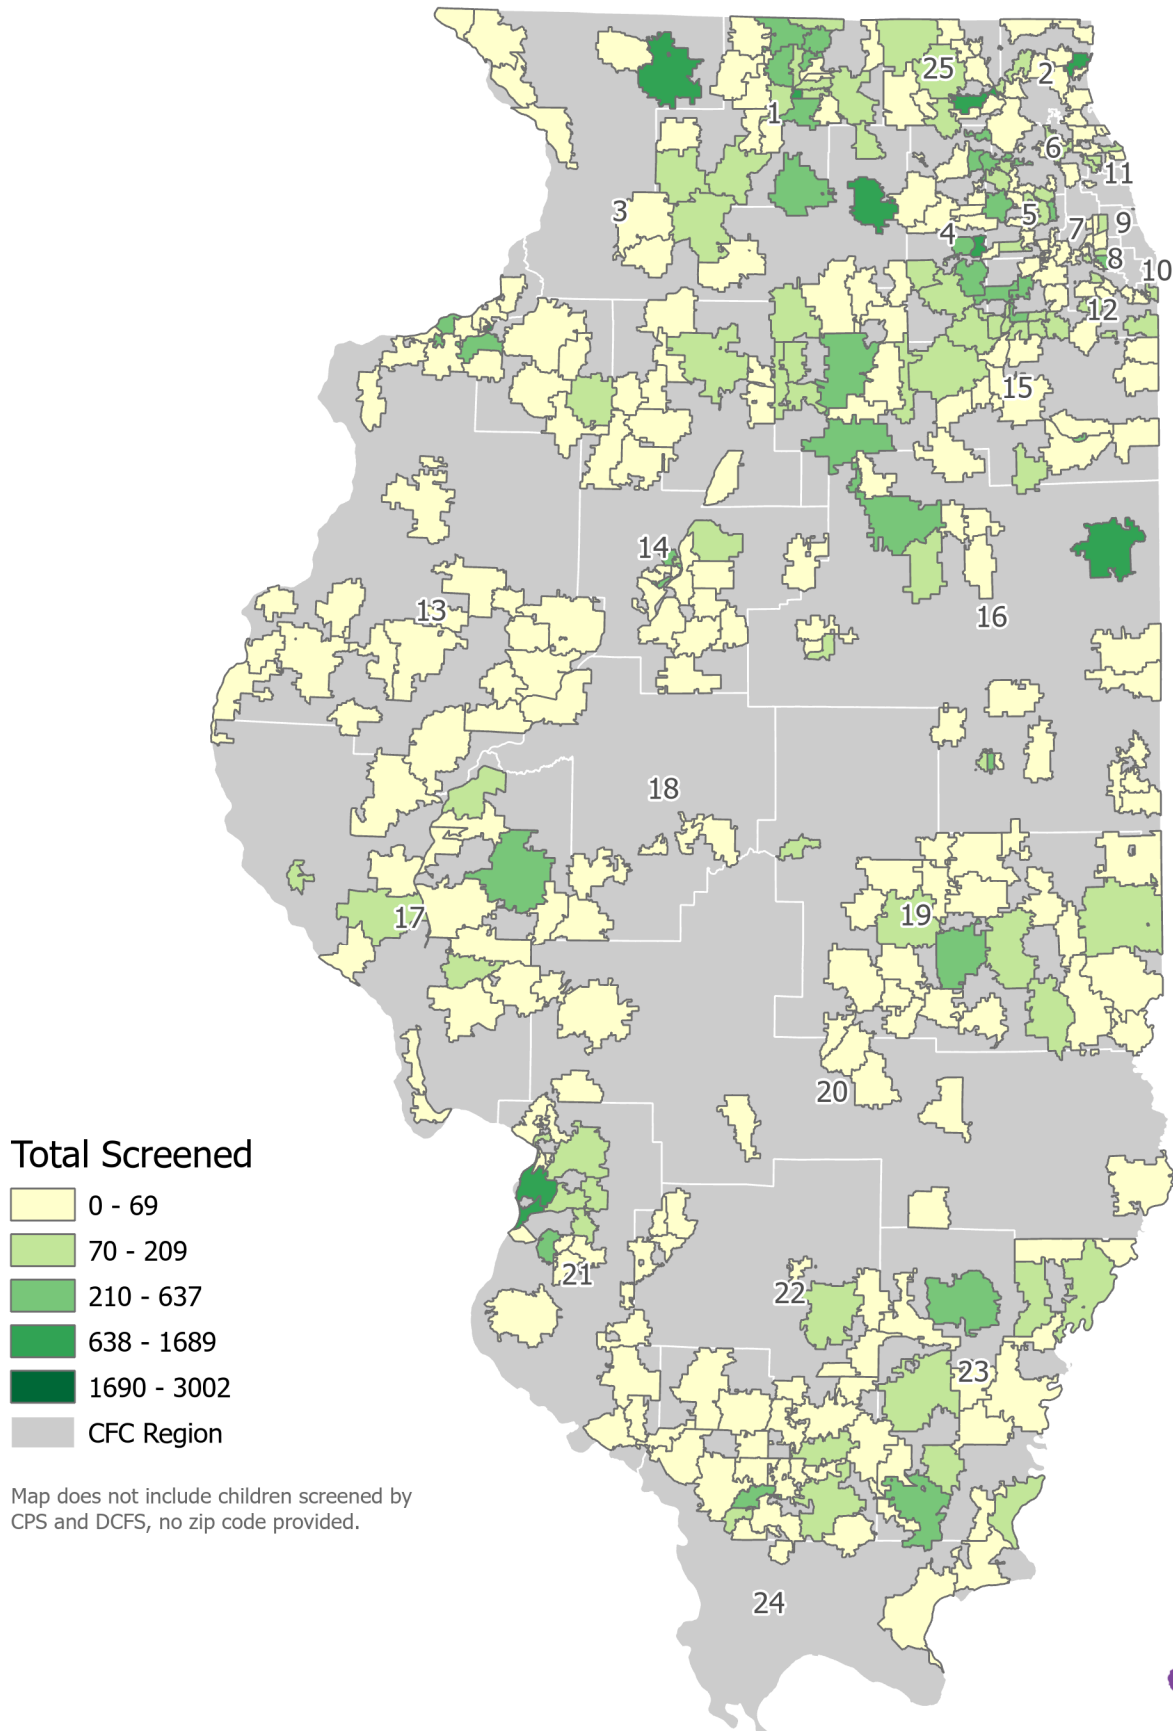 25
2
1
6
11
3
5
9
4
7
8
10
12
15
14
13
16
18
17
19
20
Total Screened
0 - 69
70 - 209
210 - 637
638 - 1689
1690 - 3002
CFC Region
21
22
23
Map does not include children screened by
CPS and DCFS, no zip code provided.
24